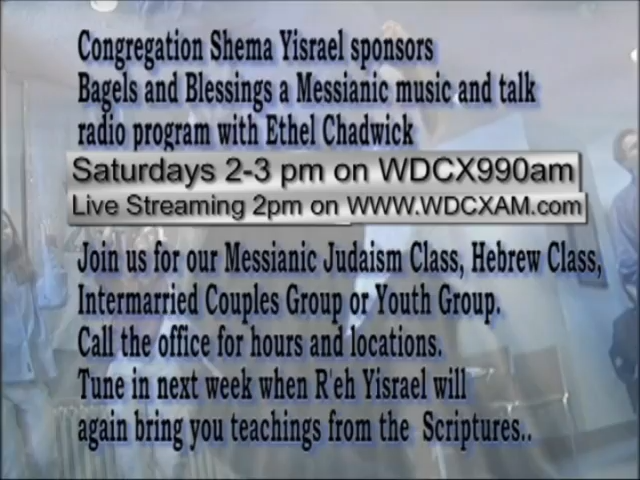 Congregation Shema Yisrael sponsors
Bagels and Blessings a Messianic music and talk
radio program with Ethel Chadwick
Saturdays 2-3 pm on WDCX990am
Live Streaming 2pm on WWW.WDCXAM.com
Join us for our Messianic Judaism Class, Hebrew Class,
Intermarried Couples Group or Youth Group.
Call the office for hours and locations.
Tune in next week when R'eh Yisrael will
again bring you teachings from the Scriptures..